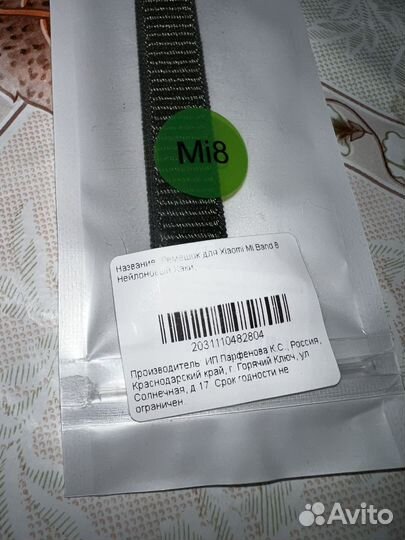 Mi8
Название: Ремешок для Xiaomi Mi Band 8
Нейлоновый Хаки
2031110482804
Производитель: ИП Парфенова К.С., Россия,
Краснодарский край, г. Горячий Ключ, ул
Солнечная, д 17. Срок годности не
ограничен.
Avito